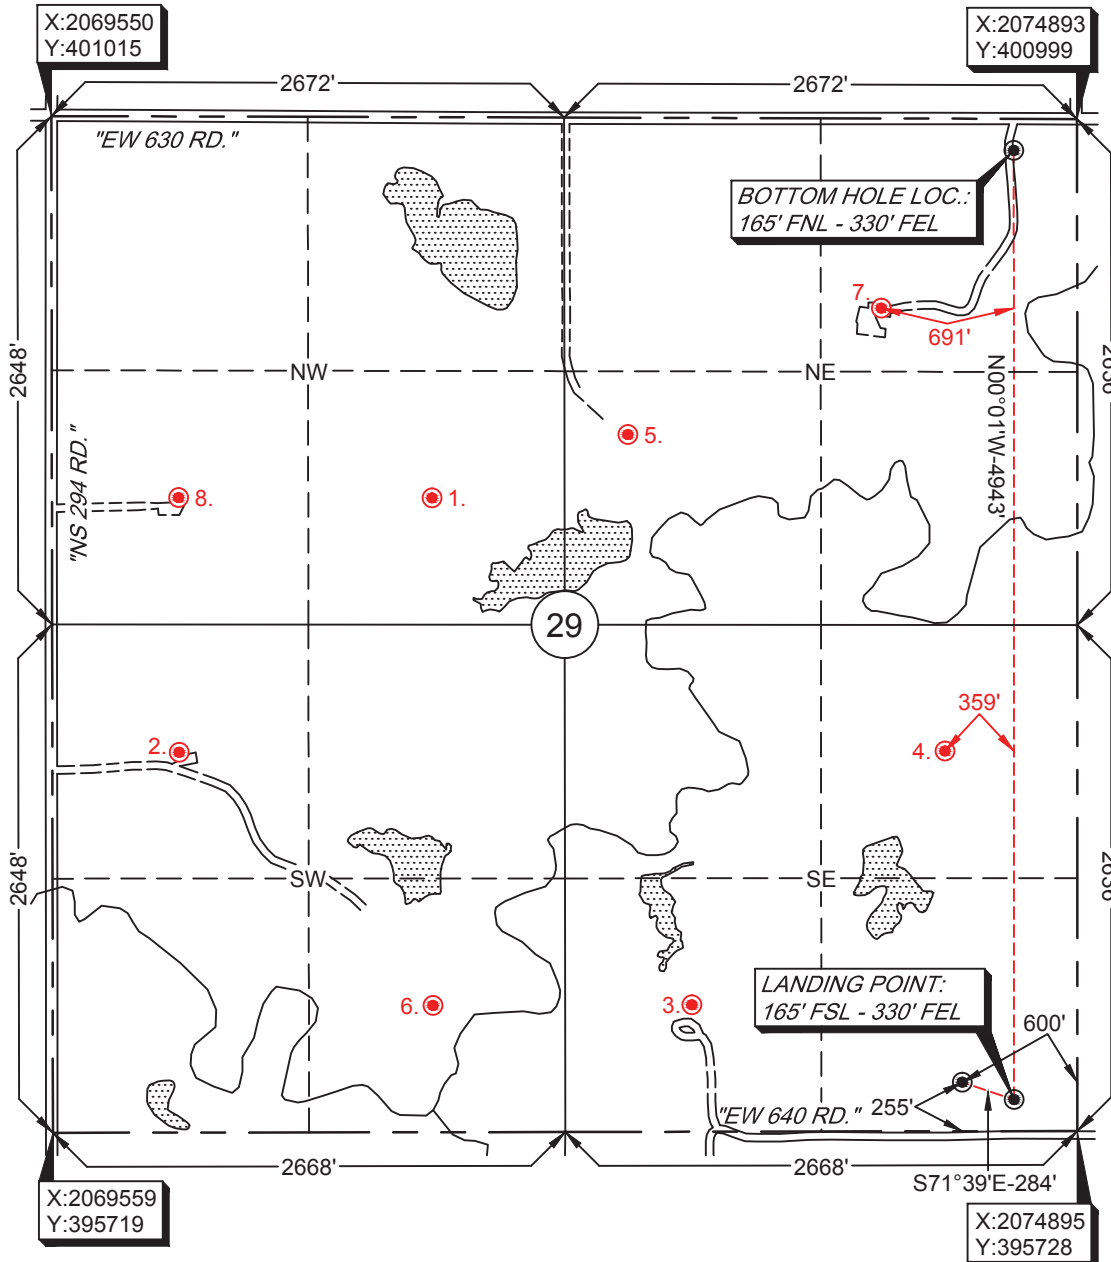 X:2069550
Y:401015
X:2074893
Y:400999
2672'
2672'
"EW 630 RD."
BOTTOM HOLE LOC.:
165' FNL - 330' FEL
7.
691'
2648'
NW
NE
N00°01'W-4943'
5.
"NS 294 RD."
8.
1.
29
359'
2.
4.
2648'
SW
SE
LANDING POINT:
165' FSL - 330' FEL
6.
3.
600'
"EW 640 RD."
255'
2668'
2668'
S71°39'E-284'
X:2069559
Y:395719
X:2074895
Y:395728